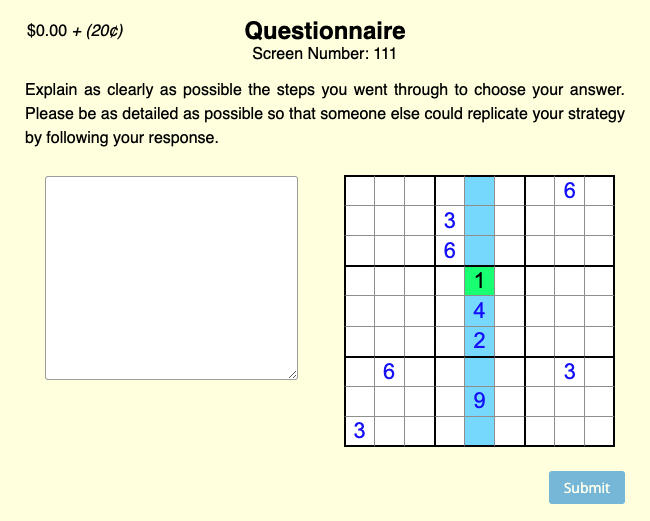 $0.00 + (20¢)
Questionnaire
Screen Number: 111
Explain as clearly as possible the steps you went through to choose your answer.
Please be as detailed as possible so that someone else could replicate your strategy
by following your response.
6
3
6
1
4
2
6 3
9
3
Submit